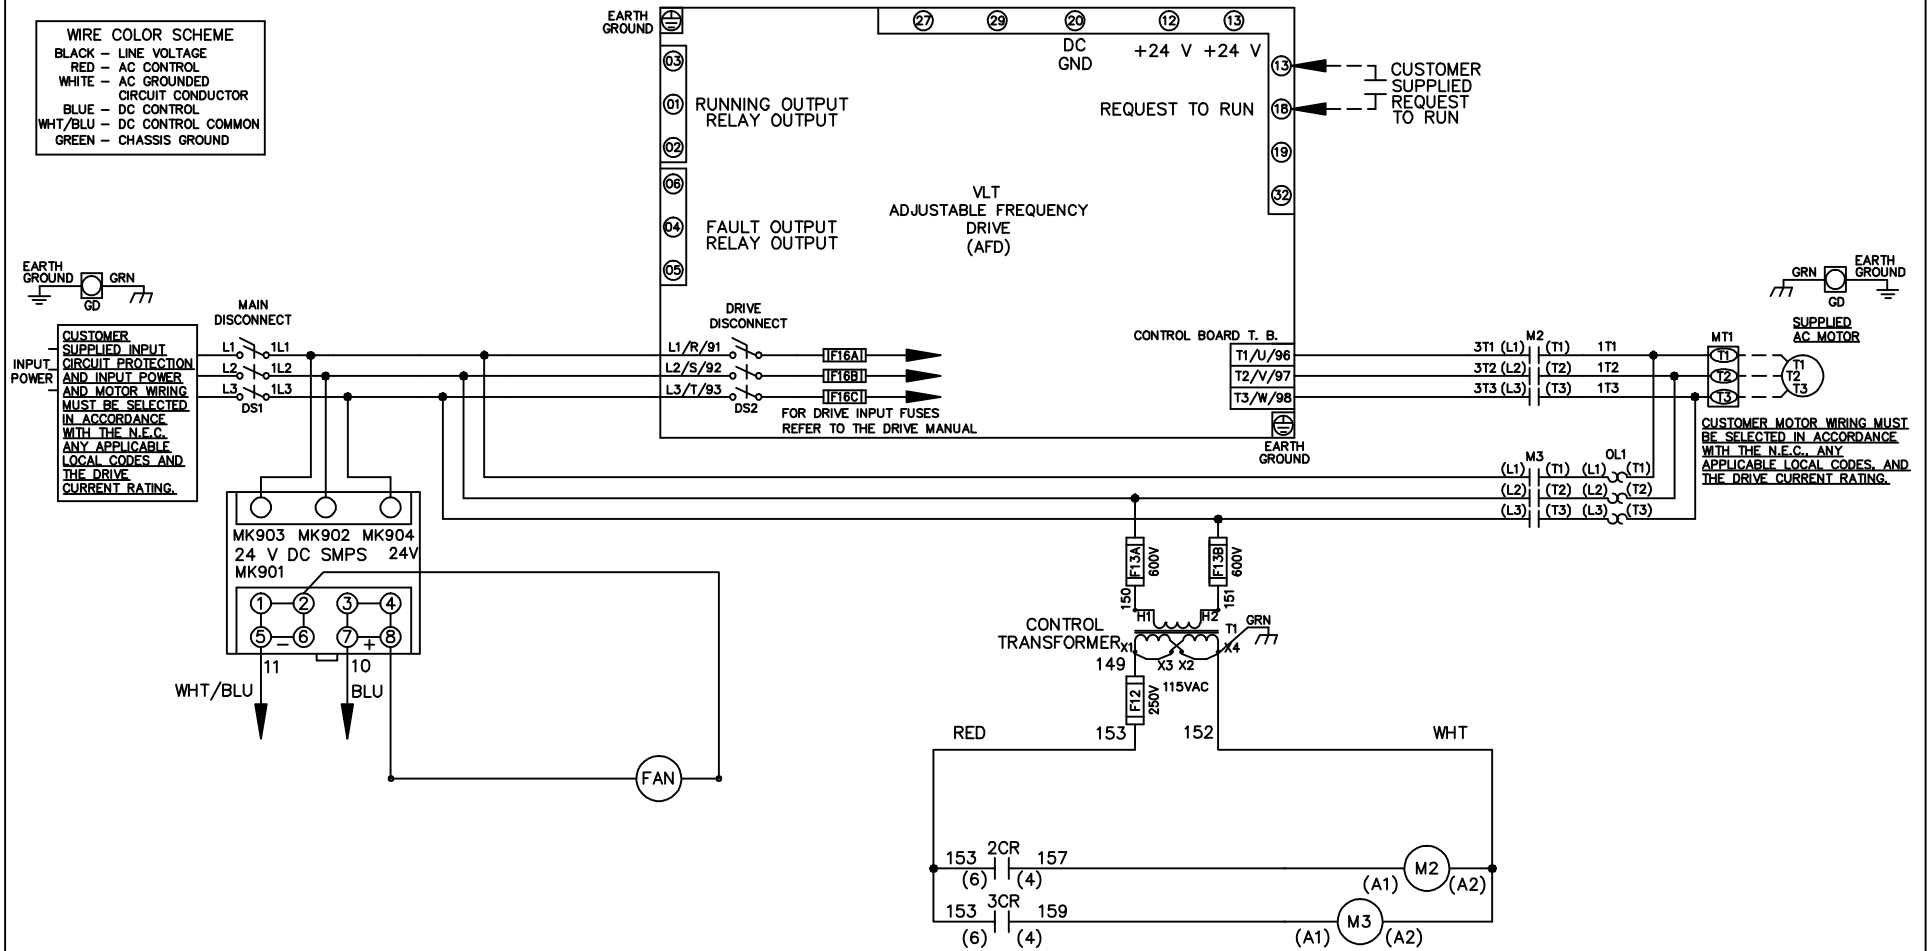 WIRE COLOR SCHEME
BLACK – LINE VOLTAGE
RED – AC CONTROL
WHITE – AC GROUNDED
CIRCUIT CONDUCTOR
BLUE – DC CONTROL
WHT/BLU – DC CONTROL COMMON
GREEN – CHASSIS GROUND
EARTH
GROUND
03
01
02
RUNNING OUTPUT
RELAY OUTPUT
06
04
05
FAULT OUTPUT
RELAY OUTPUT
27 29 20 12 13
DC
GND
+24 V +24 V
13
18
19
32
REQUEST TO RUN
CUSTOMER
SUPPLIED
REQUEST
TO RUN
VLT
ADJUSTABLE FREQUENCY
DRIVE
(AFD)
EARTH
GROUND
GRN
GD
INPUT
POWER
CUSTOMER
SUPPLIED INPUT
CIRCUIT PROTECTION
AND INPUT POWER
AND MOTOR WIRING
MUST BE SELECTED
IN ACCORDANCE
WITH THE N.E.C.
ANY APPLICABLE
LOCAL CODES AND
THE DRIVE
CURRENT RATING.
MAIN
DISCONNECT
L1 1L1
L2 1L2
L3 1L3
DS1
DRIVE
DISCONNECT
L1/R/91
L2/S/92
L3/T/93
DS2
F16A
F16B
F16C
FOR DRIVE INPUT FUSES
REFER TO THE DRIVE MANUAL
CONTROL BOARD T. B.
T1/U/96
T2/V/97
T3/W/98
EARTH
GROUND
M2
3T1 (L1) (T1) 1T1
3T2 (L2) (T2) 1T2
3T3 (L3) (T3) 1T3
MT1
T1
T2
T3
GRN
GD
EARTH
GROUND
SUPPLIED
AC MOTOR
T1
T2
T3
CUSTOMER MOTOR WIRING MUST
BE SELECTED IN ACCORDANCE
WITH THE N.E.C., ANY
APPLICABLE LOCAL CODES, AND
THE DRIVE CURRENT RATING.
M3 OL1
(L1) (T1) (L1) (T1)
(L2) (T2) (L2) (T2)
(L3) (T3) (L3) (T3)
MK903 MK902 MK904
24 V DC SMPS 24V
MK901
1 2 3 4
5 – 6 7 + 8
11
10
WHT/BLU
BLU
FAN
F13A
600V
F13B
600V
150
151
H1 H2
CONTROL
TRANSFORMER
T1
GRN
X1 X3 X2 X4
149
115VAC
F12
250V
153 152
RED
WHT
153 2CR 157
(6) (4)
M2
(A1) (A2)
153 3CR 159
(6) (4)
M3
(A1) (A2)